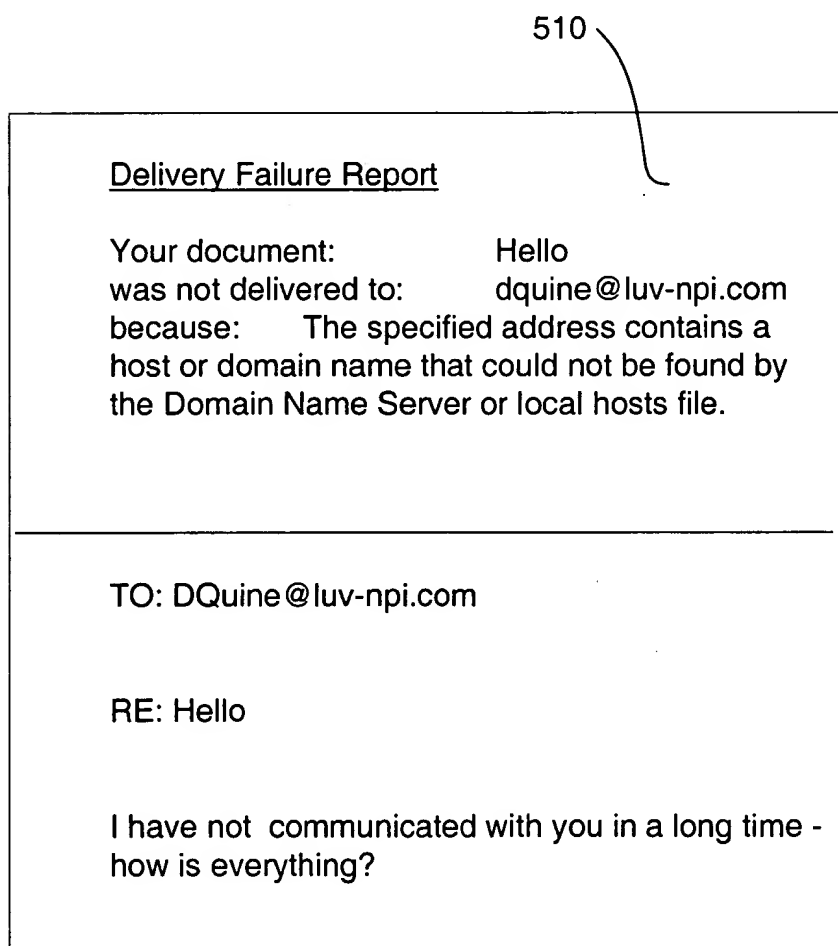 510
Delivery Failure Report
Your document: Hello
was not delivered to: dquine@luv-npi.com
because: The specified address contains a
host or domain name that could not be found by
the Domain Name Server or local hosts file.
TO: DQuine@luv-npi.com
RE: Hello
I have not communicated with you in a long time -
how is everything?